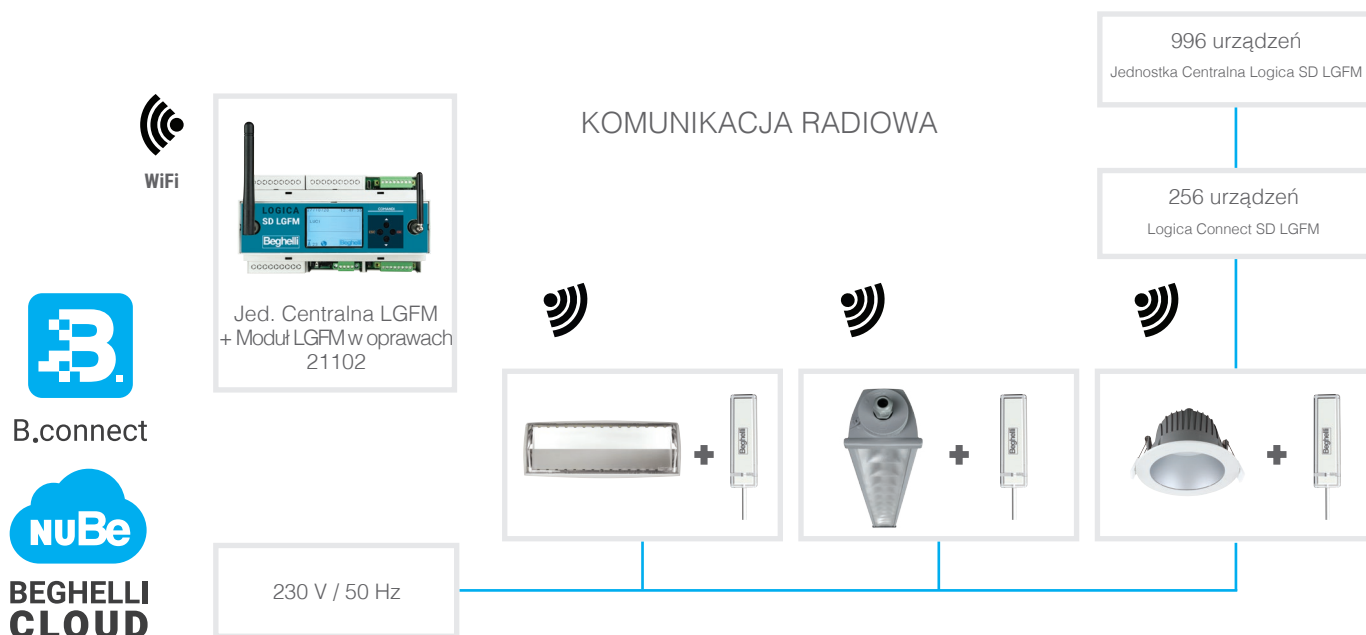 996 urządzeń
Jednostka Centralna Logica SD LGFM
KOMUNIKACJA RADIOWA
WiFi
LOGICA
SD LGFM
Beghelli
Beghelli
256 urządzeń
Logica Connect SD LGFM
Jed. Centralna LGFM
+ Moduł LGFM w oprawach
21102
B.
B.connect
Beghelli
Beghelli
Beghelli
NUBe
BEGHELLI
CLOUD
230 V / 50 Hz